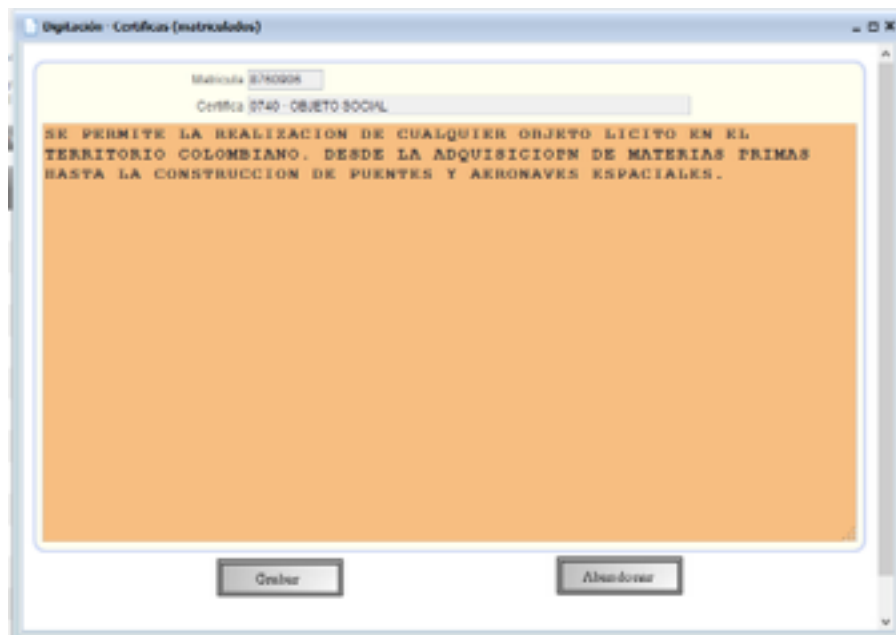 Digitación - Certificas (matriculados)
Matricula 8760906
Certifica 0740 - OBJETO SOCIAL
SE PERMITE LA REALIZACION DE CUALQUIER OBJETO LICITO EN EL
TERRITORIO COLOMBIANO. DESDE LA ADQUISICIOPN DE MATERIAS PRIMAS
HASTA LA CONSTRUCCION DE PUENTES Y AERONAVES ESPACIALES.
Grabar
Abandonar